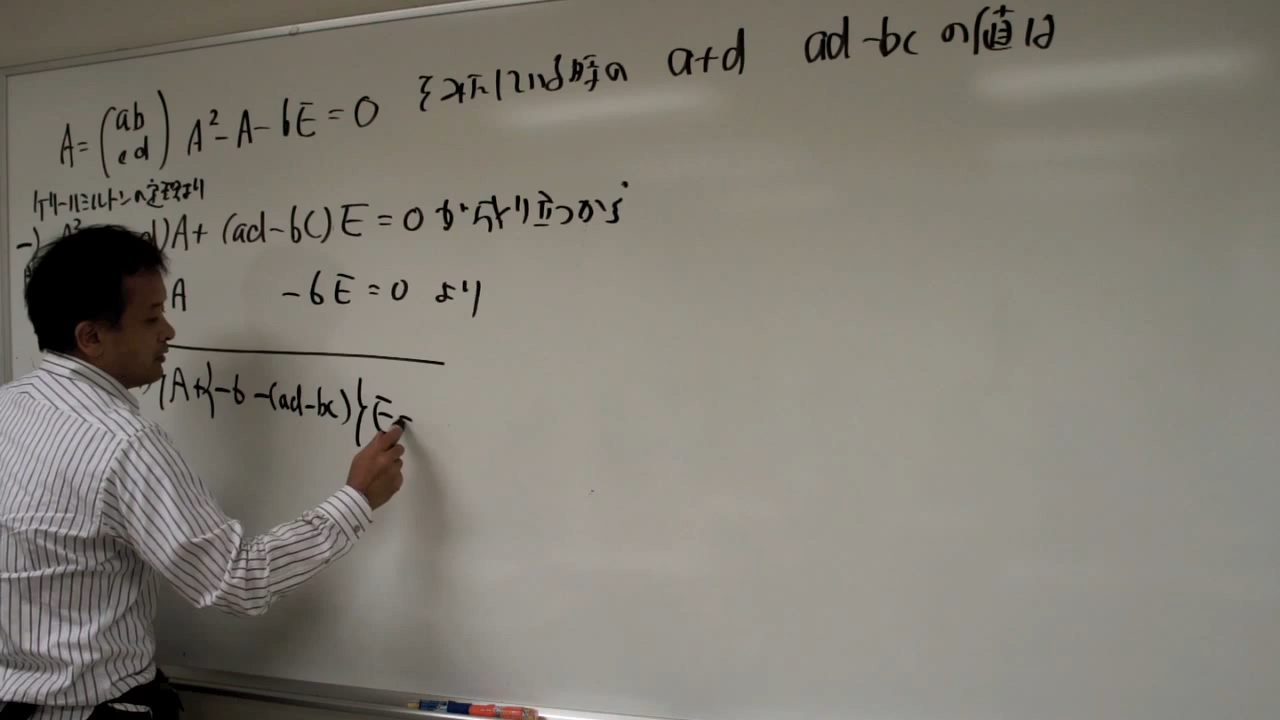 A=(ab cd) A²-A-6E=0 を満たしている時の a+d ad-bc の値は
ケーリーハミルトンの定理より
-) A² d)A+(ad-bc)E=0が成り立つから
A -6E=0 より
}A+{-6-(ad-bc)}E=